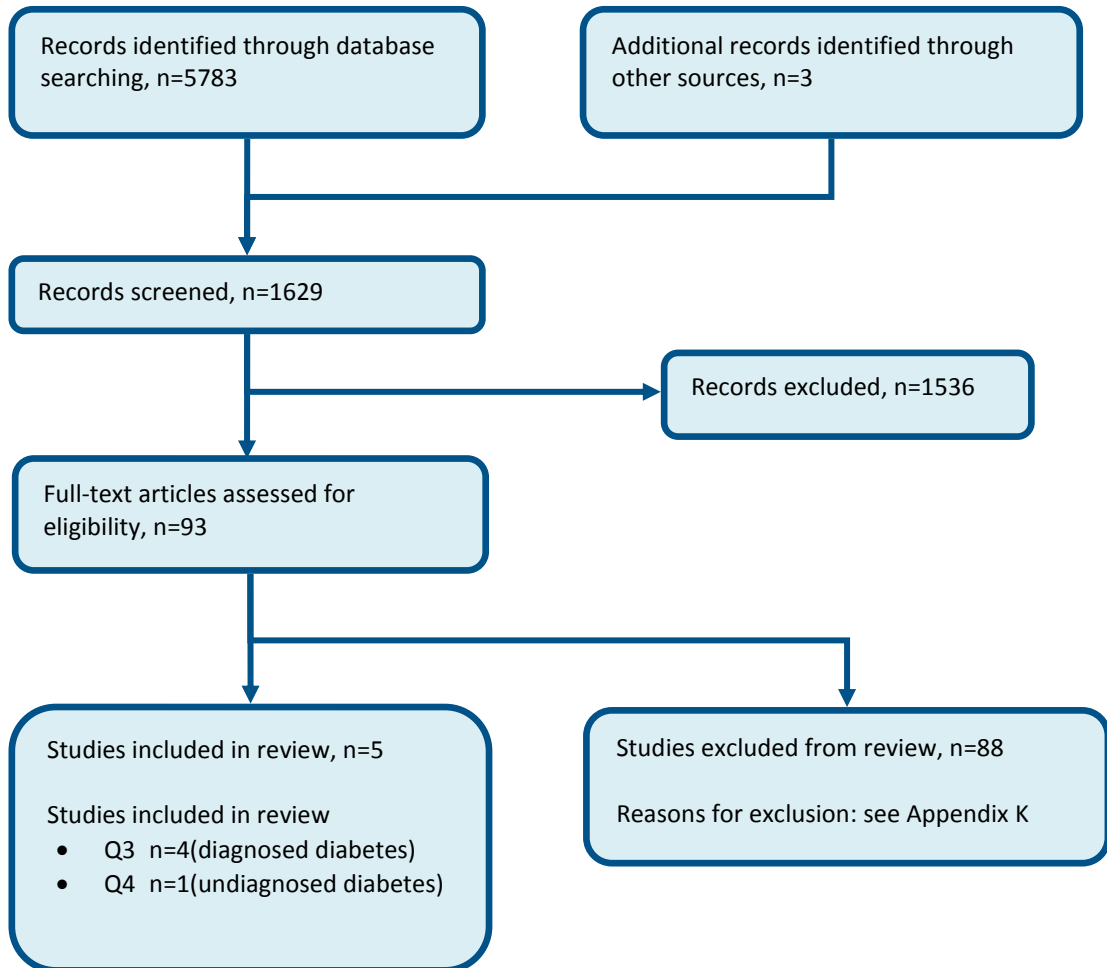 Records identified through database
searching, n=5783
Additional records identified through
other sources, n=3
Records screened, n=1629
Records excluded, n=1536
Full-text articles assessed for
eligibility, n=93
Studies included in review, n=5
Studies included in review
• Q3 n=4(diagnosed diabetes)
• Q4 n=1(undiagnosed diabetes)
Studies excluded from review, n=88
Reasons for exclusion: see Appendix K